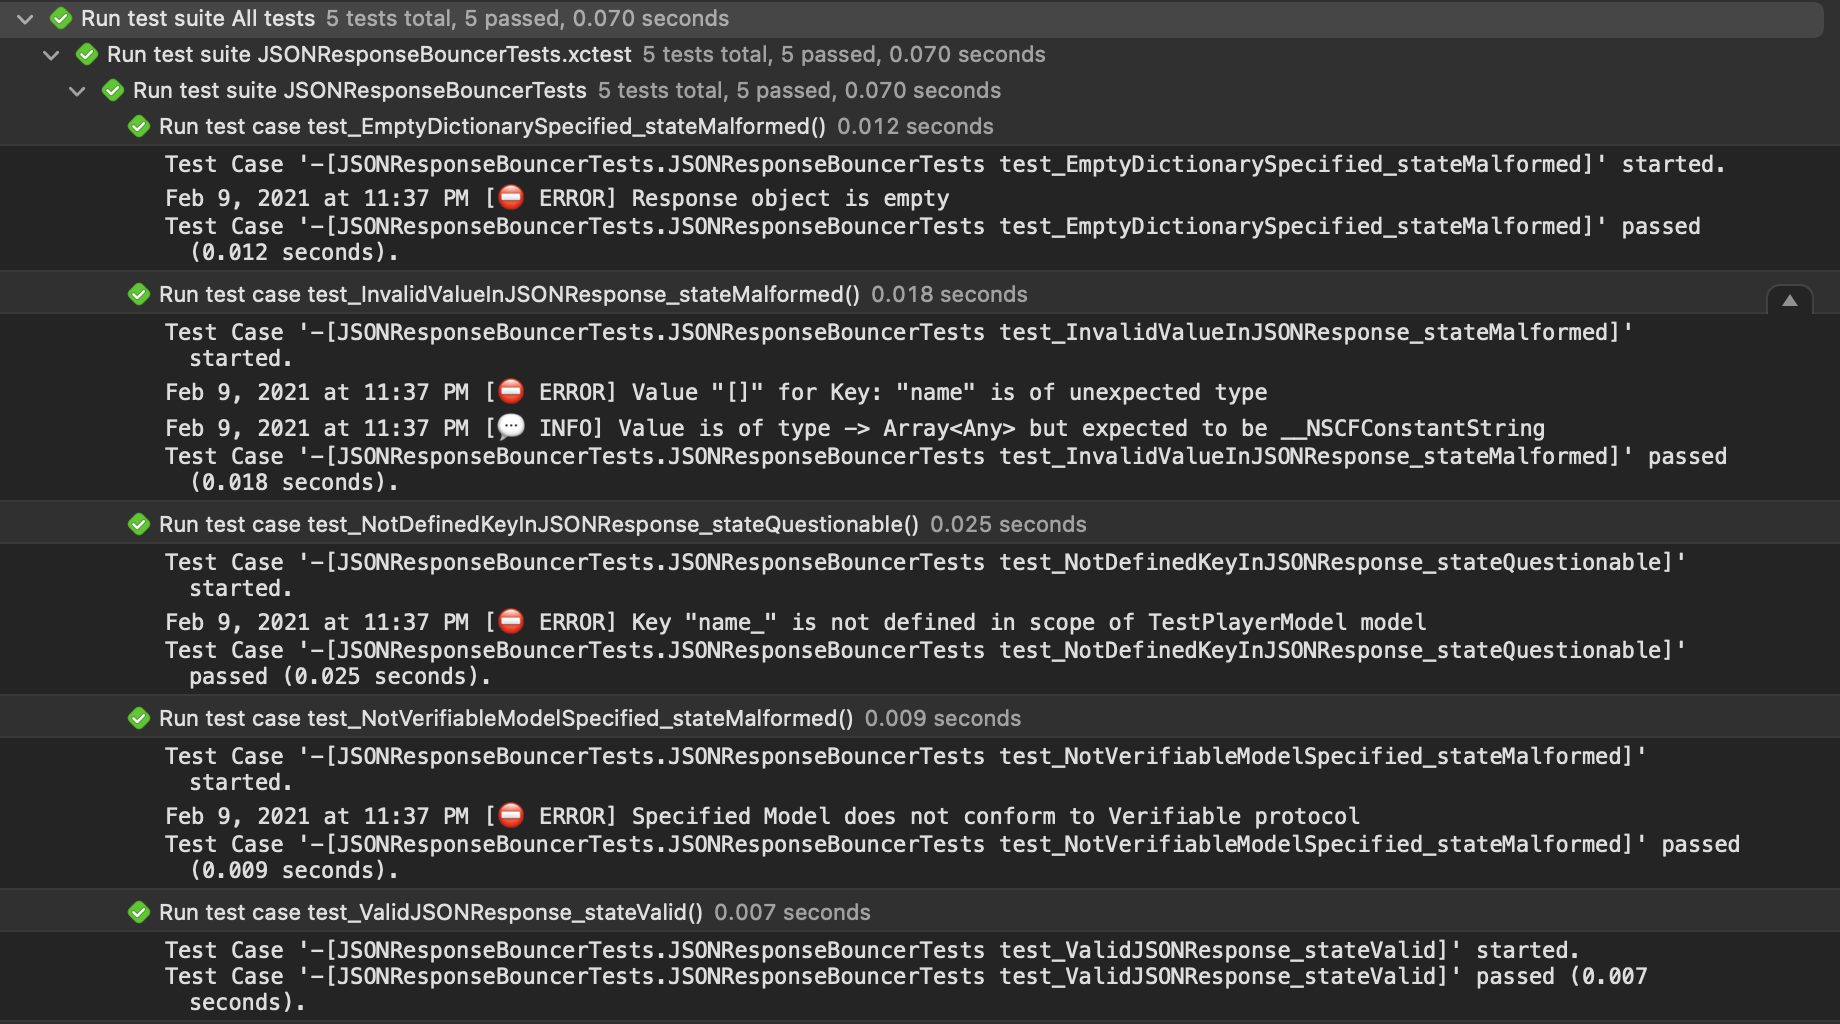 Run test suite All tests 5 tests total, 5 passed, 0.070 seconds
Run test suite JSONResponseBouncerTests.xctest 5 tests total, 5 passed, 0.070 seconds
Run test suite JSONResponseBouncerTests 5 tests total, 5 passed, 0.070 seconds
Run test case test_EmptyDictionarySpecified_stateMalformed() 0.012 seconds
Test Case '-[JSONResponseBouncerTests.JSONResponseBouncerTests test_EmptyDictionarySpecified_stateMalformed]' started.
Feb 9, 2021 at 11:37 PM [⛔ ERROR] Response object is empty
Test Case '-[JSONResponseBouncerTests.JSONResponseBouncerTests test_EmptyDictionarySpecified_stateMalformed]' passed
(0.012 seconds).
Run test case test_InvalidValueInJSONResponse_stateMalformed() 0.018 seconds
Test Case '-[JSONResponseBouncerTests.JSONResponseBouncerTests test_InvalidValueInJSONResponse_stateMalformed]'
started.
Feb 9, 2021 at 11:37 PM [⛔ ERROR] Value "[]" for Key: "name" is of unexpected type
Feb 9, 2021 at 11:37 PM [💬 INFO] Value is of type -> Array<Any> but expected to be __NSCFConstantString
Test Case '-[JSONResponseBouncerTests.JSONResponseBouncerTests test_InvalidValueInJSONResponse_stateMalformed]' passed
(0.018 seconds).
Run test case test_NotDefinedKeyInJSONResponse_stateQuestionable() 0.025 seconds
Test Case '-[JSONResponseBouncerTests.JSONResponseBouncerTests test_NotDefinedKeyInJSONResponse_stateQuestionable]'
started.
Feb 9, 2021 at 11:37 PM [⛔ ERROR] Key "name_" is not defined in scope of TestPlayerModel model
Test Case '-[JSONResponseBouncerTests.JSONResponseBouncerTests test_NotDefinedKeyInJSONResponse_stateQuestionable]'
passed (0.025 seconds).
Run test case test_NotVerifiableModelSpecified_stateMalformed() 0.009 seconds
Test Case '-[JSONResponseBouncerTests.JSONResponseBouncerTests test_NotVerifiableModelSpecified_stateMalformed]'
started.
Feb 9, 2021 at 11:37 PM [⛔ ERROR] Specified Model does not conform to Verifiable protocol
Test Case '-[JSONResponseBouncerTests.JSONResponseBouncerTests test_NotVerifiableModelSpecified_stateMalformed]' passed
(0.009 seconds).
Run test case test_ValidJSONResponse_stateValid() 0.007 seconds
Test Case '-[JSONResponseBouncerTests.JSONResponseBouncerTests test_ValidJSONResponse_stateValid]' started.
Test Case '-[JSONResponseBouncerTests.JSONResponseBouncerTests test_ValidJSONResponse_stateValid]' passed (0.007
seconds).